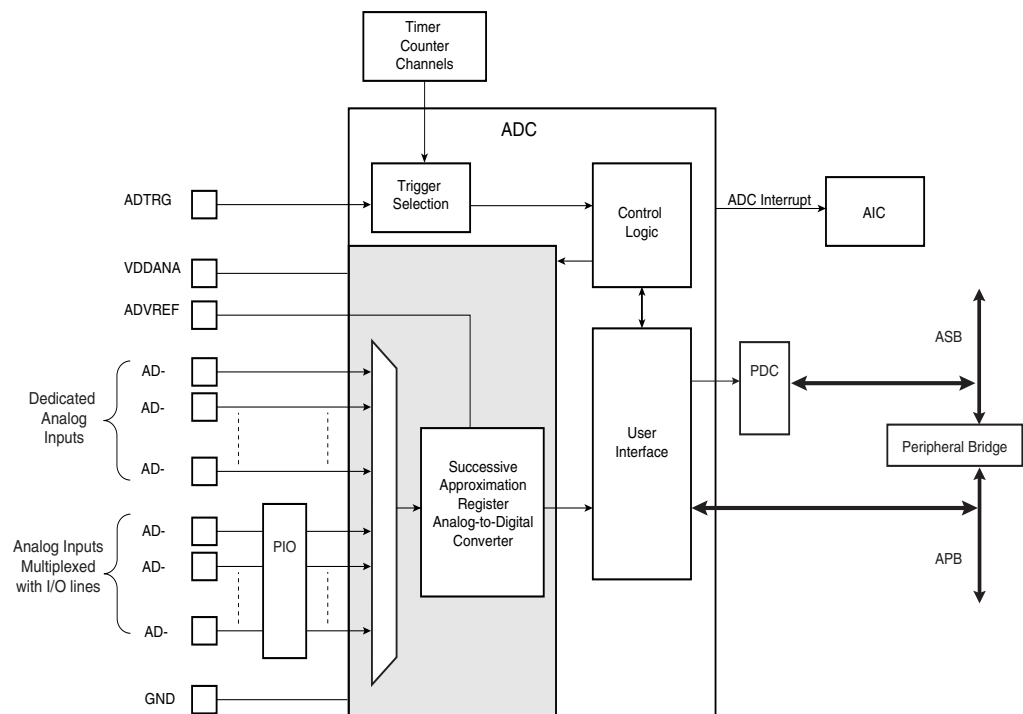 Timer
Counter
Channels
ADC
ADTRG
Trigger
Selection
Control
Logic
ADC Interrupt
AIC
VDDANA
ADVREF
ASB
PDC
Dedicated
Analog
Inputs
AD-
AD-
AD-
User
Interface
Peripheral Bridge
Successive
Approximation
Register
Analog-to-Digital
Converter
Analog Inputs
Multiplexed
with I/O lines
AD-
AD-
AD-
PIO
APB
GND